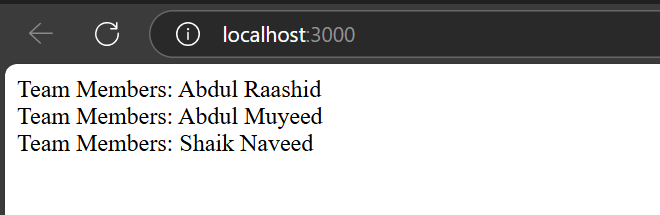 localhost:3000
Team Members: Abdul Raashid
Team Members: Abdul Muyeed
Team Members: Shaik Naveed